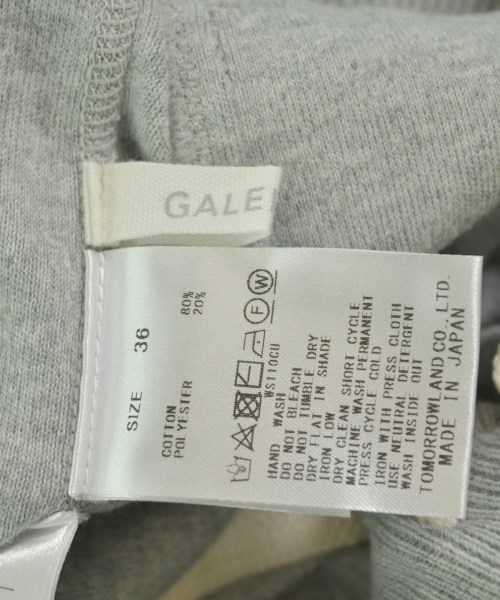 GALE
SIZE 36
COTTON 80%
POLYESTER 20%
WS110CU
HAND WASH
DO NOT BLEACH
DO NOT TUMBLE DRY
DRY FLAT IN SHADE
IRON LOW
DRY CLEAN SHORT CYCLE
MACHINE WASH PERMANENT
PRESS CYCLE COLD
IRON WITH PRESS CLOTH
USE NEUTRAL DETERGENT
WASH INSIDE OUT
TOMORROWLAND CO., LTD.
MADE IN JAPAN